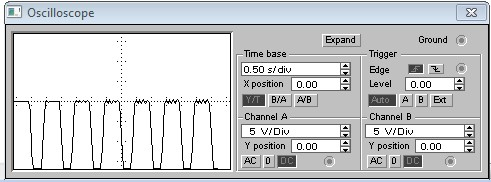 Oscilloscope
Expand
Ground
Time base
0.50 s/div
X position 0.00
Y/T B/A A/B
Trigger
Edge
Level 0.00
Auto A B Ext
Channel A
5 V/Div
Y position 0.00
AC 0 DC
Channel B
5 V/Div
Y position 0.00
AC 0 DC